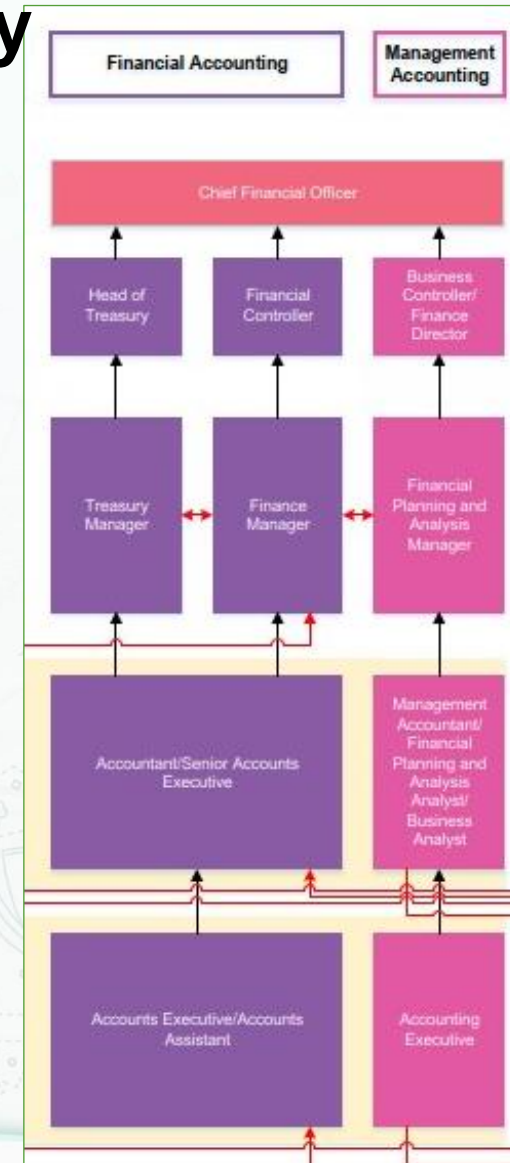 y
Financial Accounting
Management
Accounting
Chief Financial Officer
Head of
Treasury
Financial
Controller
Business
Controller/
Finance
Director
Treasury
Manager
Finance
Manager
Financial
Planning and
Analysis
Manager
Accountant/Senior Accounts
Executive
Management
Accountant/
Financial
Planning and
Analysis
Analyst/
Business
Analyst
Accounts Executive/Accounts
Assistant
Accounting
Executive